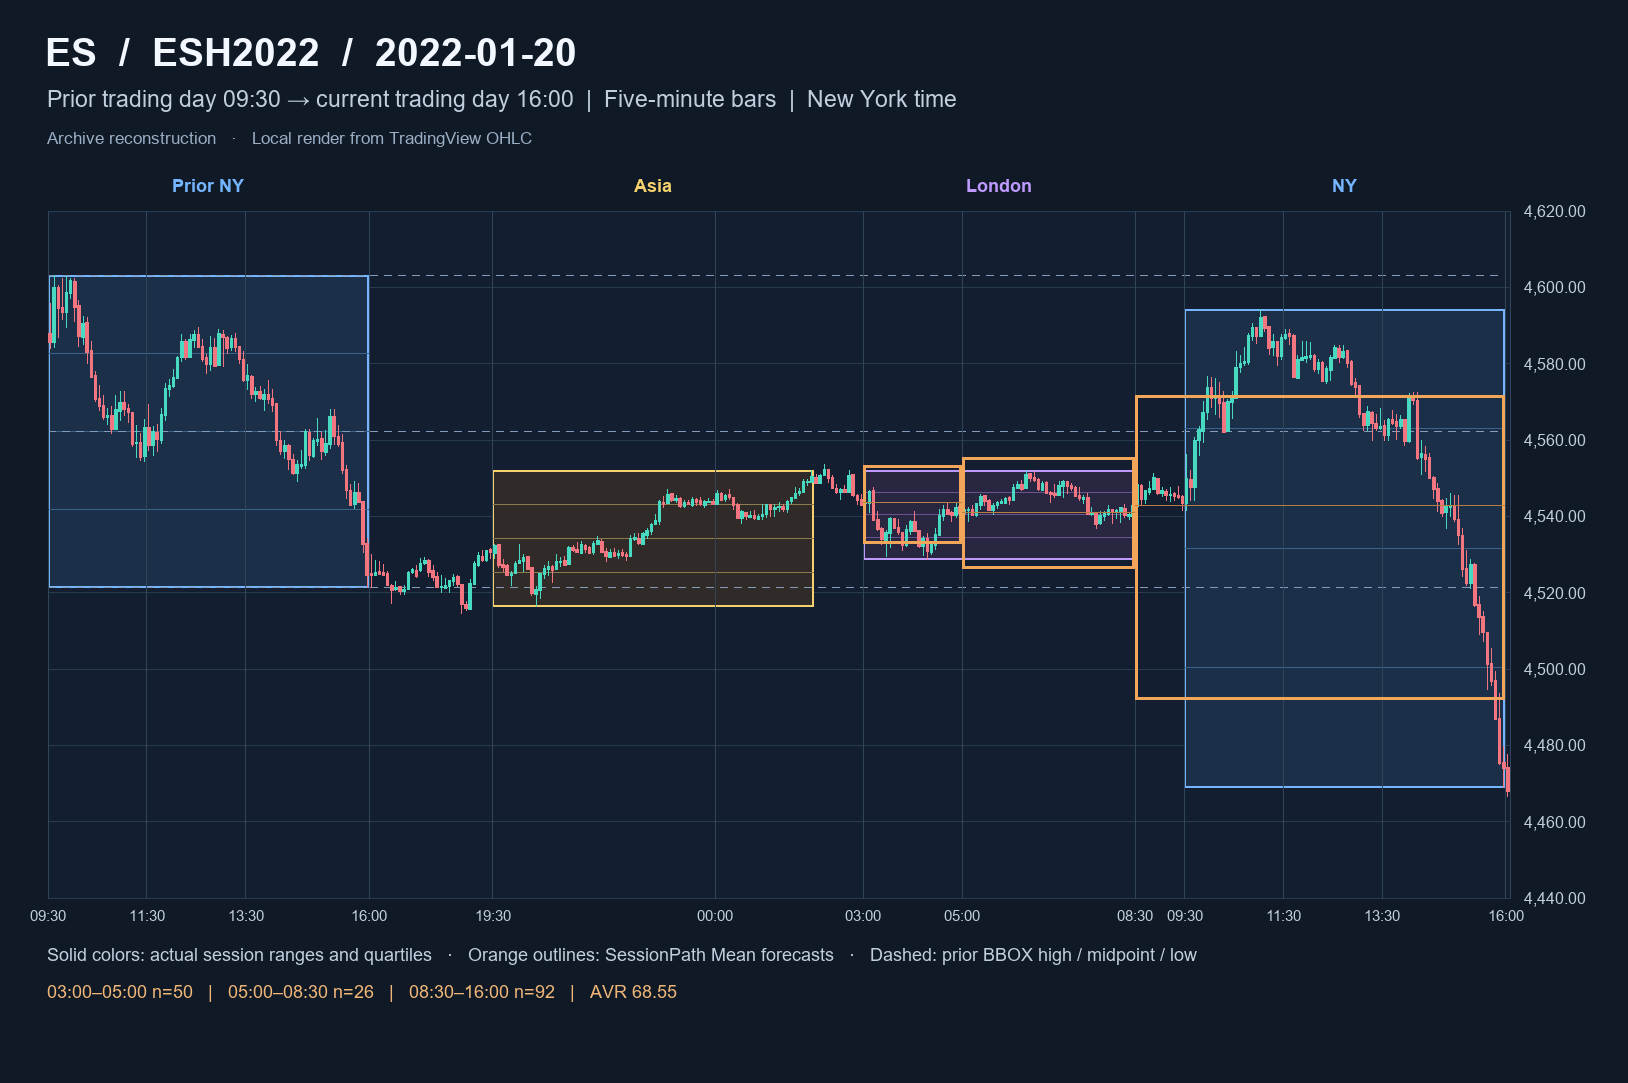 ES / ESH2022 / 2022-01-20
Prior trading day 09:30 → current trading day 16:00 | Five-minute bars | New York time
Archive reconstruction · Local render from TradingView OHLC
Prior NY Asia London NY
4,620.00
4,600.00
4,580.00
4,560.00
4,540.00
4,520.00
4,500.00
4,480.00
4,460.00
4,440.00
09:30 11:30 13:30 16:00 19:30 00:00 03:00 05:00 08:30 09:30 11:30 13:30 16:00
Solid colors: actual session ranges and quartiles · Orange outlines: SessionPath Mean forecasts · Dashed: prior BBOX high / midpoint / low
03:00–05:00 n=50 | 05:00–08:30 n=26 | 08:30–16:00 n=92 | AVR 68.55